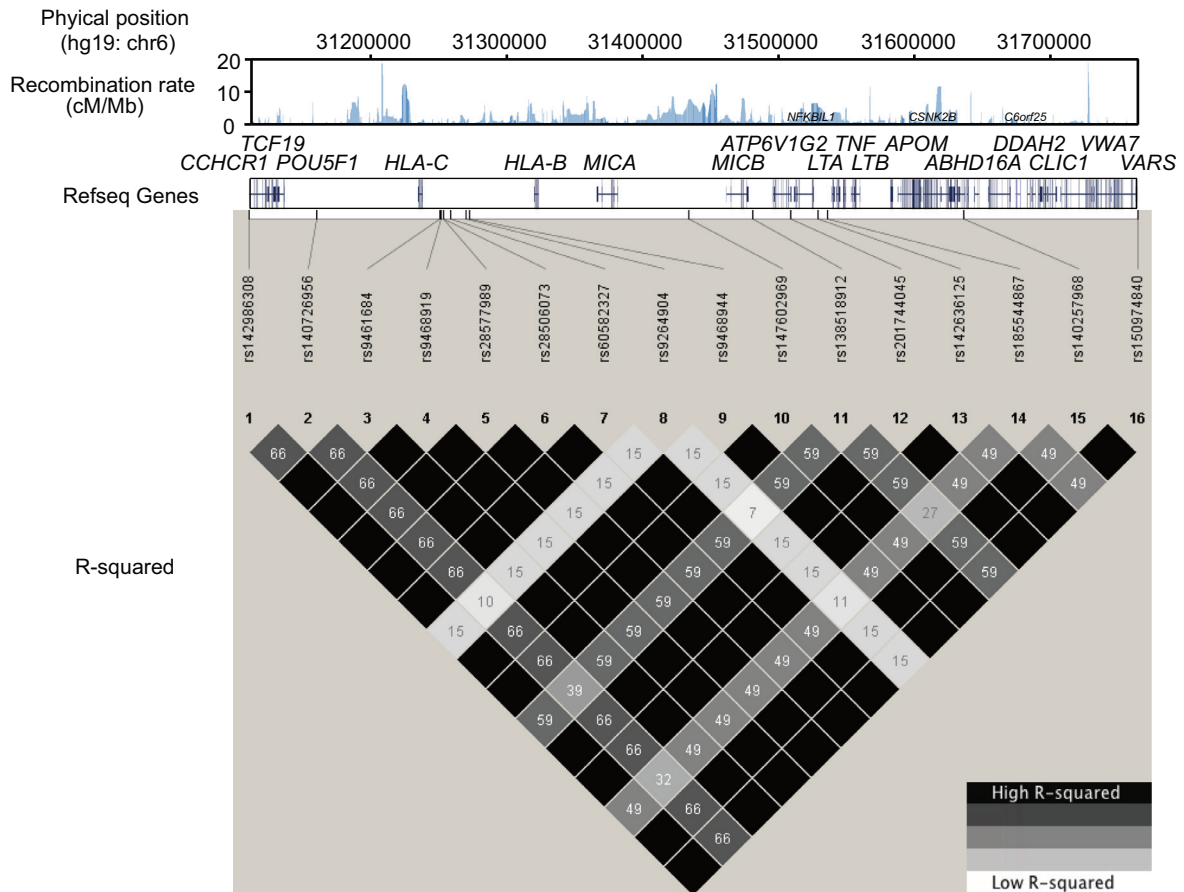 Phyical position
(hg19: chr6)
31200000 31300000 31400000 31500000 31600000 31700000
Recombination rate
(cM/Mb)
20
10
0
NFKBIL1 CSNK2B C6orf25
TCF19 ATP6V1G2 TNF APOM DDAH2 VWA7
CCHCR1 POU5F1 HLA-C HLA-B MICA MICB LTA LTB ABHD16A CLIC1 VARS
Refseq Genes
rs142986308
rs140726956
rs9461684
rs9468919
rs28577989
rs28506073
rs60582327
rs9264904
rs9468944
rs147602969
rs138518912
rs201744045
rs142636125
rs185544867
rs140257968
rs150974840
1 2 3 4 5 6 7 8 9 10 11 12 13 14 15 16
66 66 15 15 59 59 49 49
66 15 15 59 59 49 49
66 15 7 27
66 15 59 15 49 59
66 15 59 15 49 59
10 59 11
15 66 59 49 15
66 59 49 15
39 49
59 66 49
66 49
32
49 66
66
R-squared
High R-squared
Low R-squared